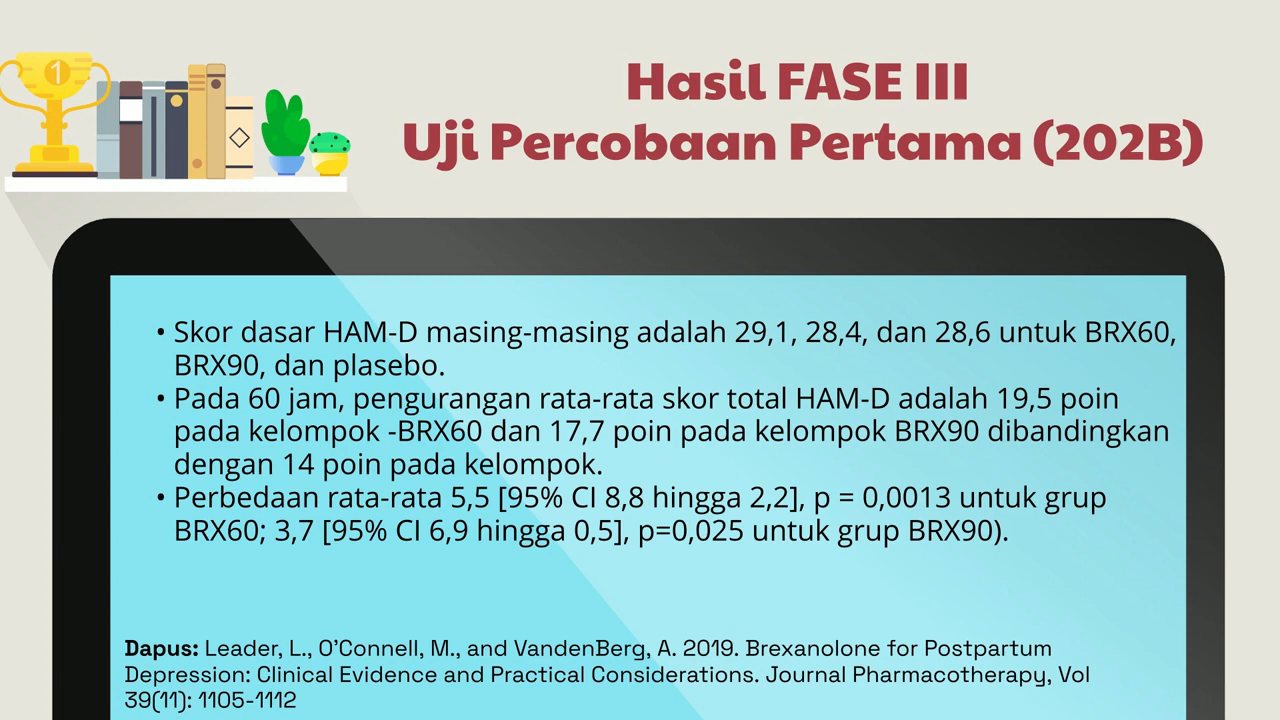 1
Hasil FASE III
Uji Percobaan Pertama (202B)
• Skor dasar HAM-D masing-masing adalah 29,1, 28,4, dan 28,6 untuk BRX60,
BRX90, dan plasebo.
• Pada 60 jam, pengurangan rata-rata skor total HAM-D adalah 19,5 poin
pada kelompok -BRX60 dan 17,7 poin pada kelompok BRX90 dibandingkan
dengan 14 poin pada kelompok.
• Perbedaan rata-rata 5,5 [95% CI 8,8 hingga 2,2], p = 0,0013 untuk grup
BRX60; 3,7 [95% CI 6,9 hingga 0,5], p=0,025 untuk grup BRX90).
Dapus: Leader, L., O'Connell, M., and VandenBerg, A. 2019. Brexanolone for Postpartum
Depression: Clinical Evidence and Practical Considerations. Journal Pharmacotherapy, Vol
39(11): 1105-1112